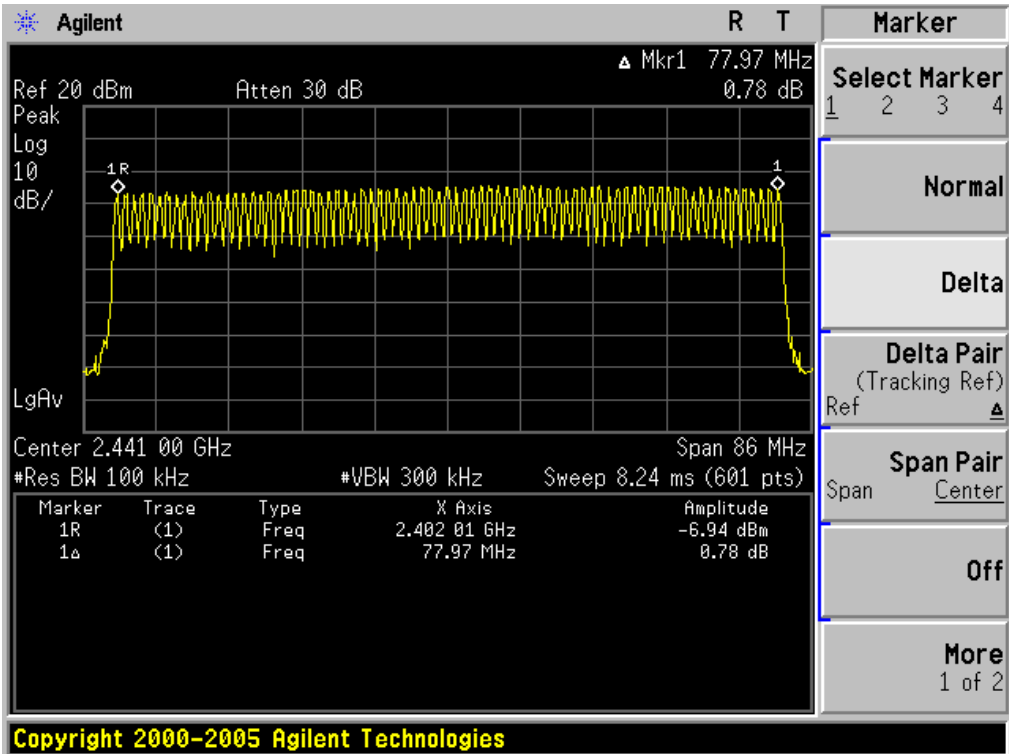 Agilent R T
Δ Mkr1 77.97 MHz
Ref 20 dBm Atten 30 dB 0.78 dB
Peak
Log
10
dB/
1R
1
LgAv
Center 2.441 00 GHz Span 86 MHz
#Res BW 100 kHz #VBW 300 kHz Sweep 8.24 ms (601 pts)
Marker Trace Type X Axis Amplitude
1R (1) Freq 2.402 01 GHz -6.94 dBm
1Δ (1) Freq 77.97 MHz 0.78 dB
Marker
Select Marker
1 2 3 4
Normal
Delta
Delta Pair
(Tracking Ref)
Ref Δ
Span Pair
Span Center
Off
More
1 of 2
Copyright 2000-2005 Agilent Technologies